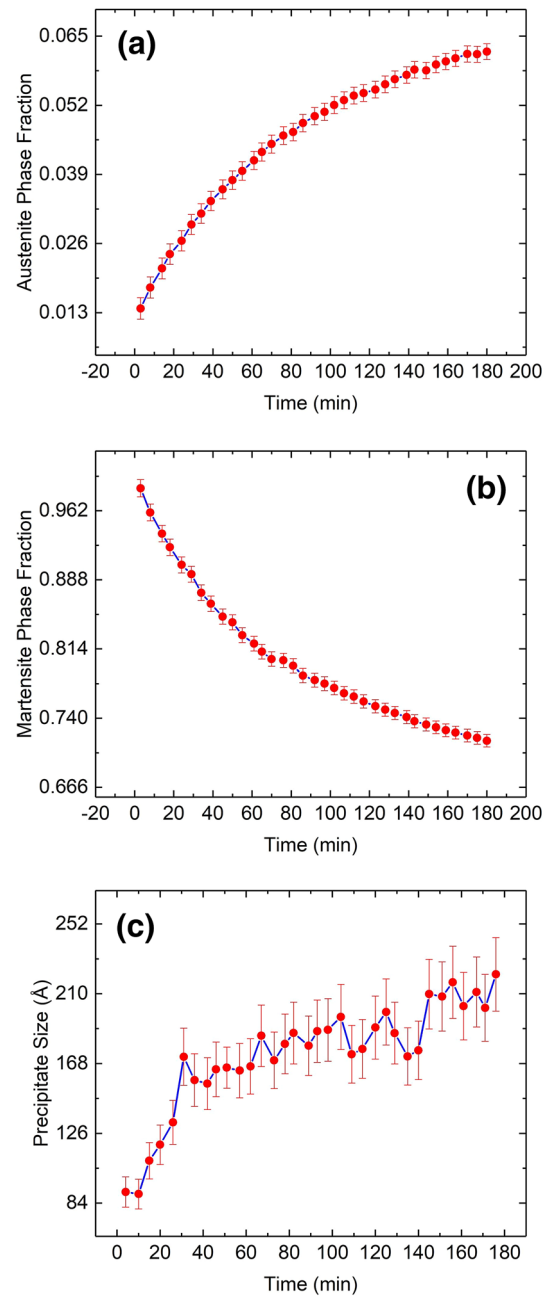 (a)
Austenite Phase Fraction
0.065
0.052
0.039
0.026
0.013
-20 0 20 40 60 80 100 120 140 160 180 200
Time (min)
(b)
Martensite Phase Fraction
0.962
0.888
0.814
0.740
0.666
-20 0 20 40 60 80 100 120 140 160 180 200
Time (min)
(c)
Precipitate Size (Å)
252
210
168
126
84
0 20 40 60 80 100 120 140 160 180
Time (min)